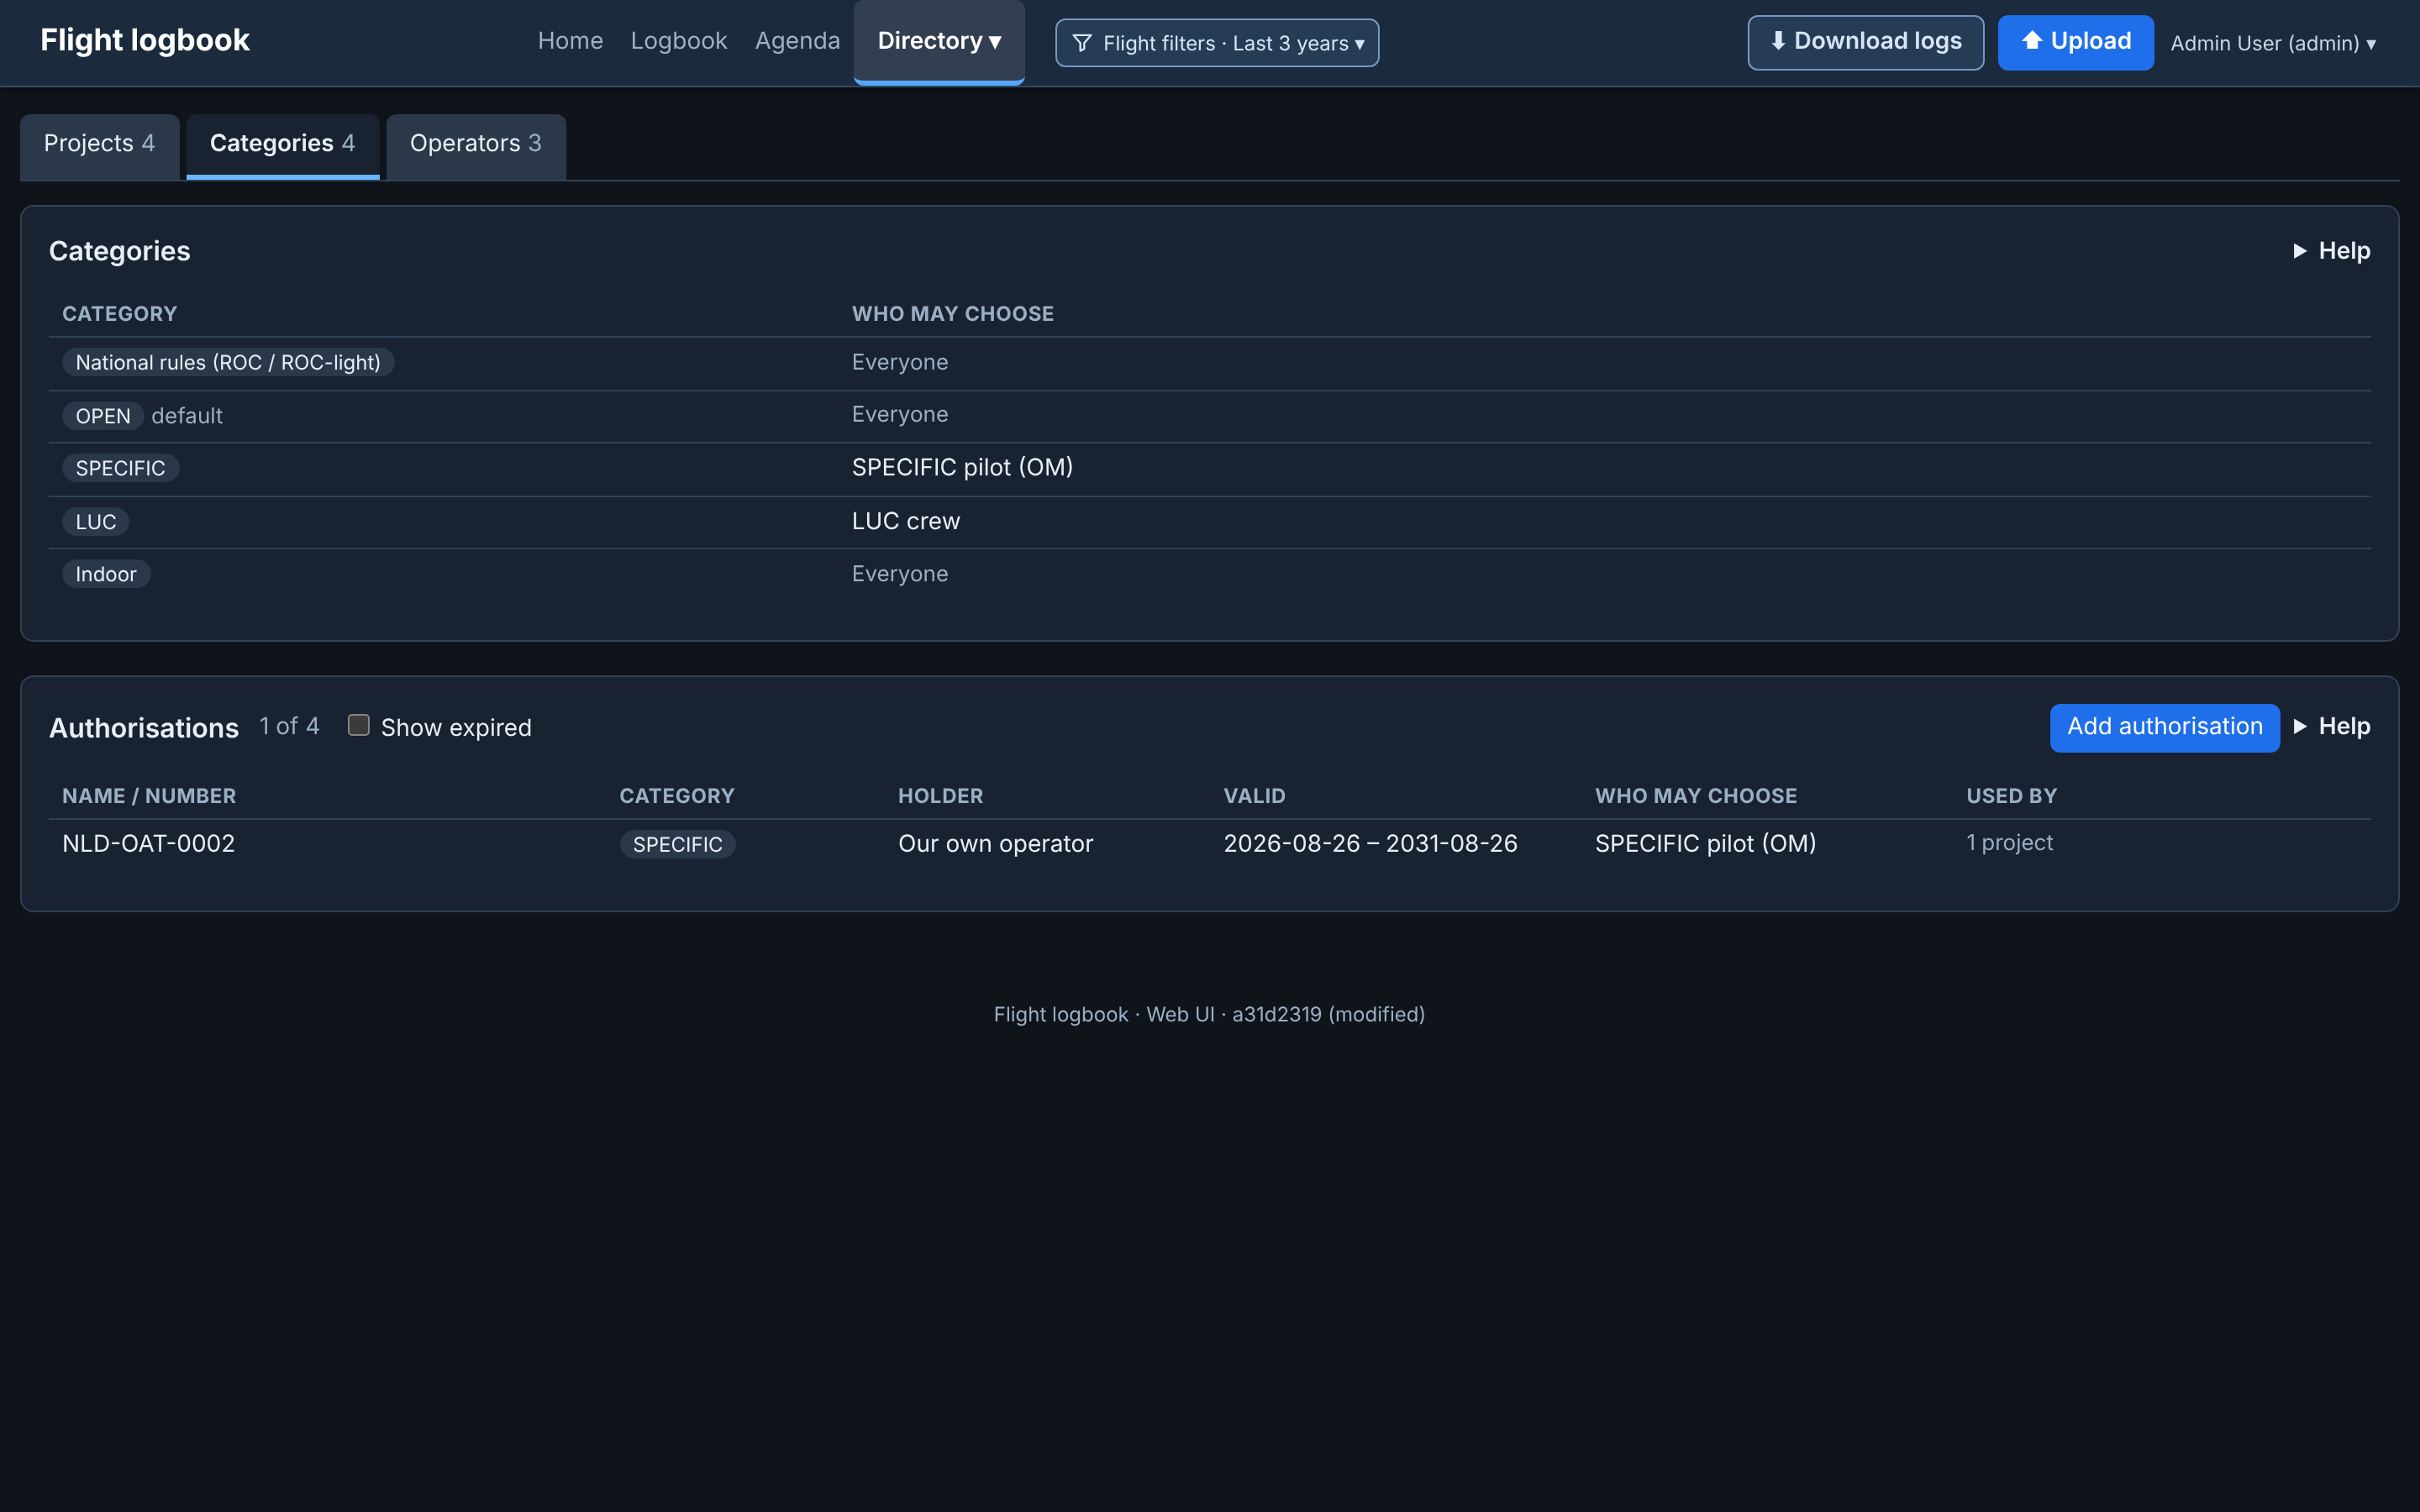 Flight logbook Home Logbook Agenda Directory ▾ Flight filters · Last 3 years ▾ ⬇ Download logs ⬆ Upload Admin User (admin) ▾
Projects 4 Categories 4 Operators 3
Categories ▶ Help
CATEGORY WHO MAY CHOOSE
National rules (ROC / ROC-light) Everyone
OPEN default Everyone
SPECIFIC SPECIFIC pilot (OM)
LUC LUC crew
Indoor Everyone
Authorisations 1 of 4 Show expired Add authorisation ▶ Help
NAME / NUMBER CATEGORY HOLDER VALID WHO MAY CHOOSE USED BY
NLD-OAT-0002 SPECIFIC Our own operator 2026-08-26 – 2031-08-26 SPECIFIC pilot (OM) 1 project
Flight logbook · Web UI · a31d2319 (modified)